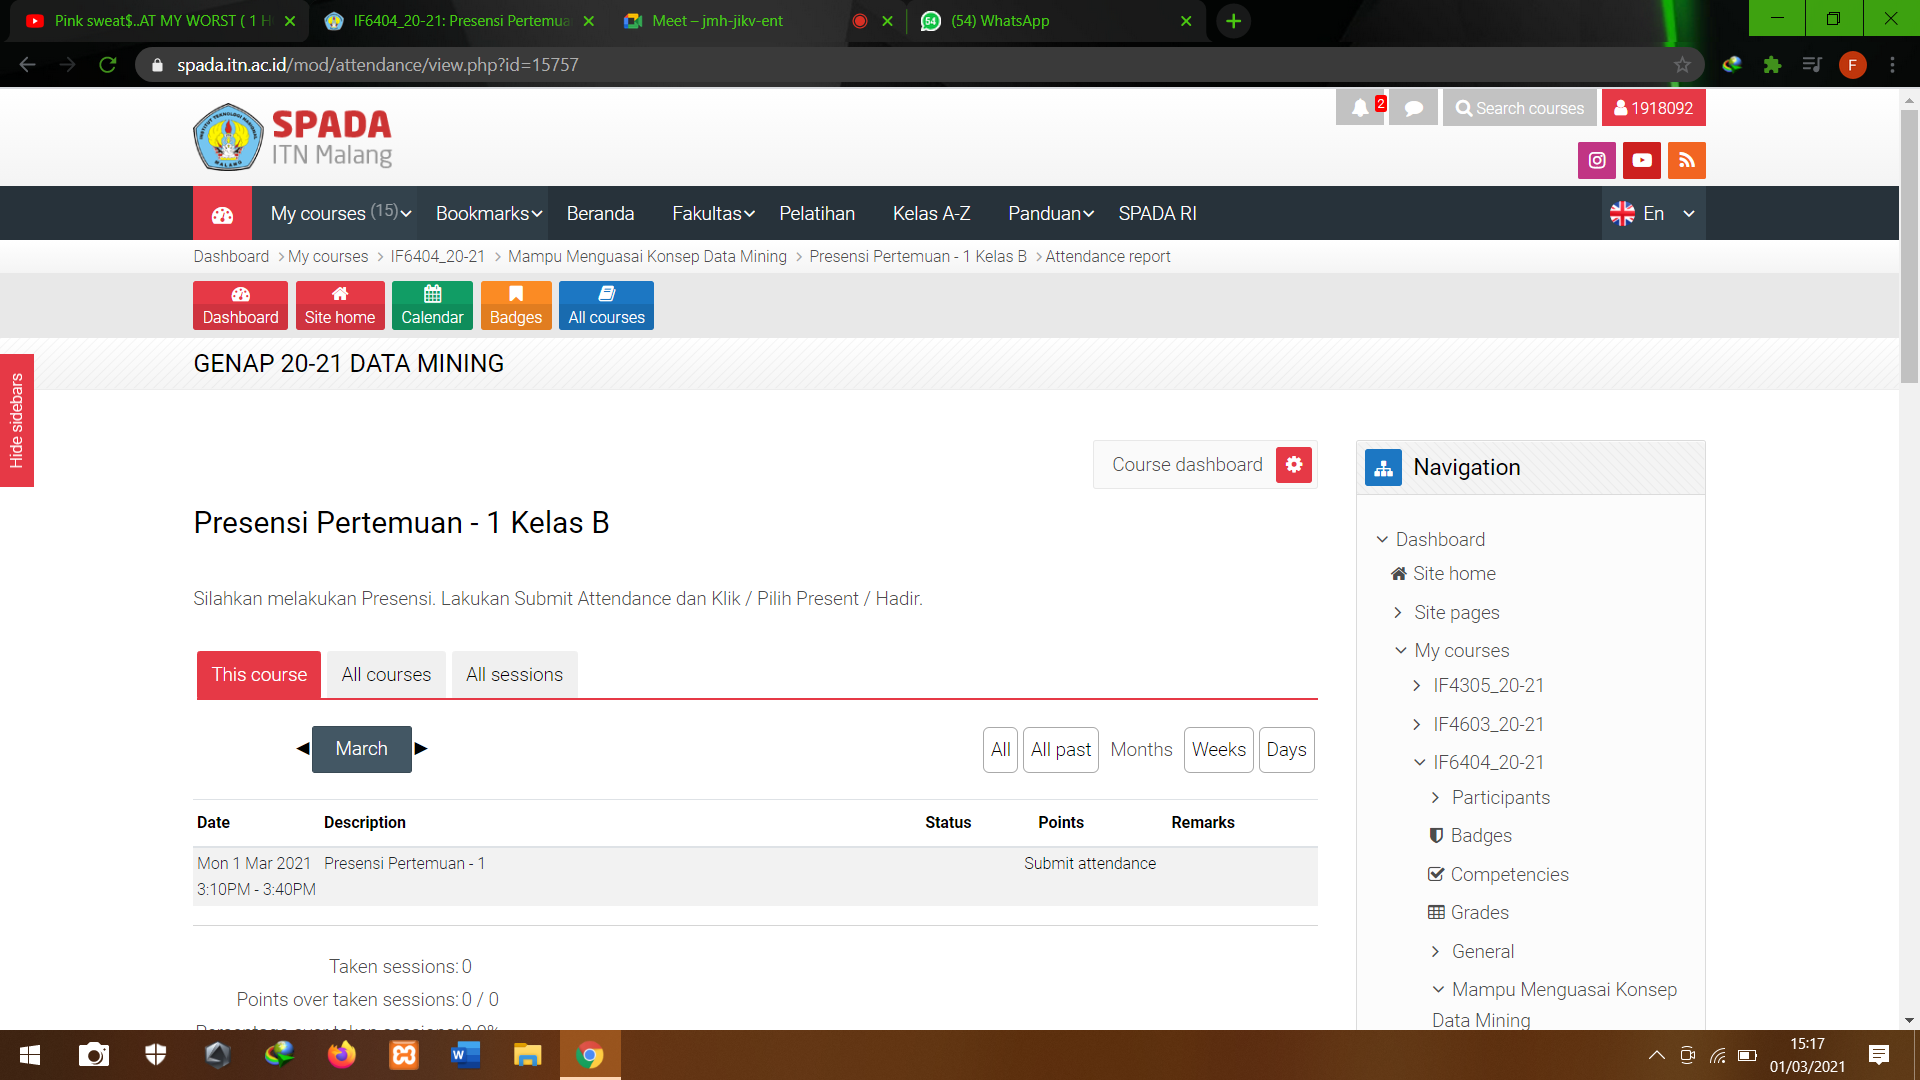 Pink sweat$..AT MY WORST ( 1 H
IF6404_20-21: Presensi Pertemua
Meet – jmh-jikv-ent
(54) WhatsApp
spada.itn.ac.id/mod/attendance/view.php?id=15757
F
SPADA
ITN Malang
2
Search courses
1918092
My courses (15)
Bookmarks
Beranda
Fakultas
Pelatihan
Kelas A-Z
Panduan
SPADA RI
En
Dashboard > My courses > IF6404_20-21 > Mampu Menguasai Konsep Data Mining > Presensi Pertemuan - 1 Kelas B > Attendance report
Dashboard
Site home
Calendar
Badges
All courses
GENAP 20-21 DATA MINING
Hide sidebars
Course dashboard
Presensi Pertemuan - 1 Kelas B
Silahkan melakukan Presensi. Lakukan Submit Attendance dan Klik / Pilih Present / Hadir.
This course
All courses
All sessions
◀ March ▶
All
All past
Months
Weeks
Days
Date Description Status Points Remarks
Mon 1 Mar 2021 Presensi Pertemuan - 1 Submit attendance
3:10PM - 3:40PM
Taken sessions: 0
Points over taken sessions: 0 / 0
Percentage over taken sessions: 0.0%
Navigation
Dashboard
Site home
Site pages
My courses
IF4305_20-21
IF4603_20-21
IF6404_20-21
Participants
Badges
Competencies
Grades
General
Mampu Menguasai Konsep
Data Mining
15:17
01/03/2021